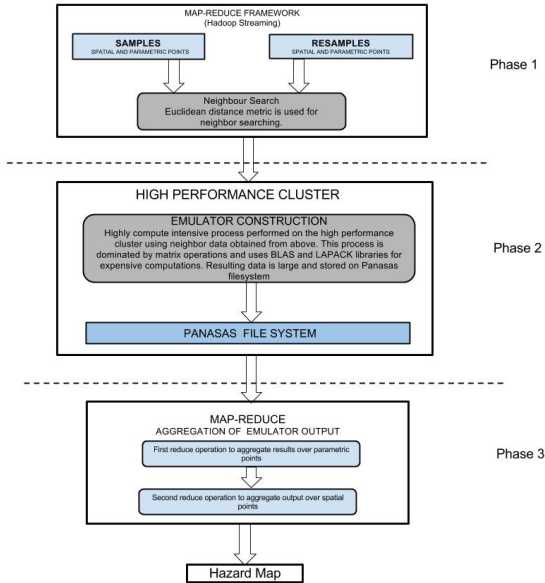 MAP-REDUCE FRAMEWORK
(Hadoop Streaming)
SAMPLES
SPATIAL AND PARAMETRIC POINTS
RESAMPLES
SPATIAL AND PARAMETRIC POINTS
Phase 1
Neighbour Search
Euclidean distance metric is used for
neighbor searching.
HIGH PERFORMANCE CLUSTER
EMULATOR CONSTRUCTION
Highly compute intensive process performed on the high performance
cluster using neighbor data obtained from above. This process is
dominated by matrix operations and uses BLAS and LAPACK libraries for
expensive computations. Resulting data is large and stored on Panasas
filesystem
Phase 2
PANASAS FILE SYSTEM
MAP-REDUCE
AGGREGATION OF EMULATOR OUTPUT
First reduce operation to aggregate results over parametric
points
Phase 3
Second reduce operation to aggregate output over spatial
points
Hazard Map